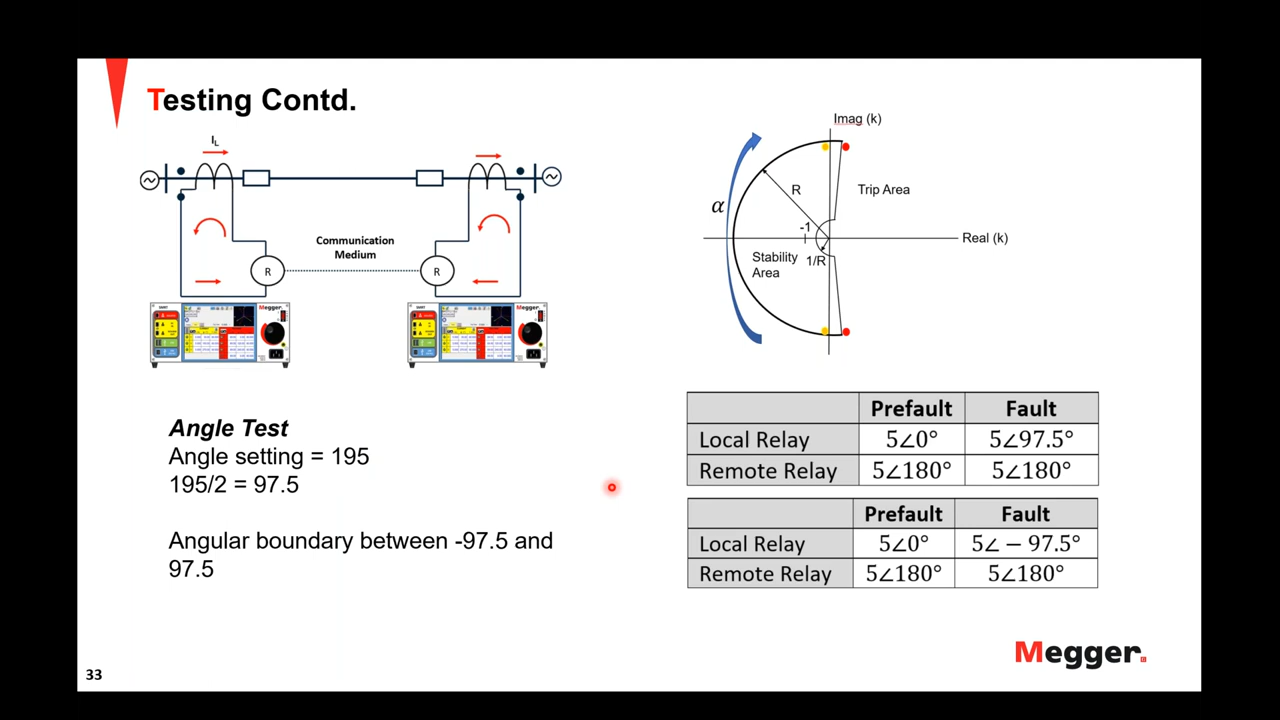 Testing Contd.
I_L
Communication
Medium
R
R
Megger
Megger
Imag (k)
R
Trip Area
α
-1
Real (k)
Stability
Area
1/R
Angle Test
Angle setting = 195
195/2 = 97.5
Angular boundary between -97.5 and
97.5
Prefault Fault
Local Relay 5∠0° 5∠97.5°
Remote Relay 5∠180° 5∠180°
Prefault Fault
Local Relay 5∠0° 5∠ − 97.5°
Remote Relay 5∠180° 5∠180°
Megger.
33